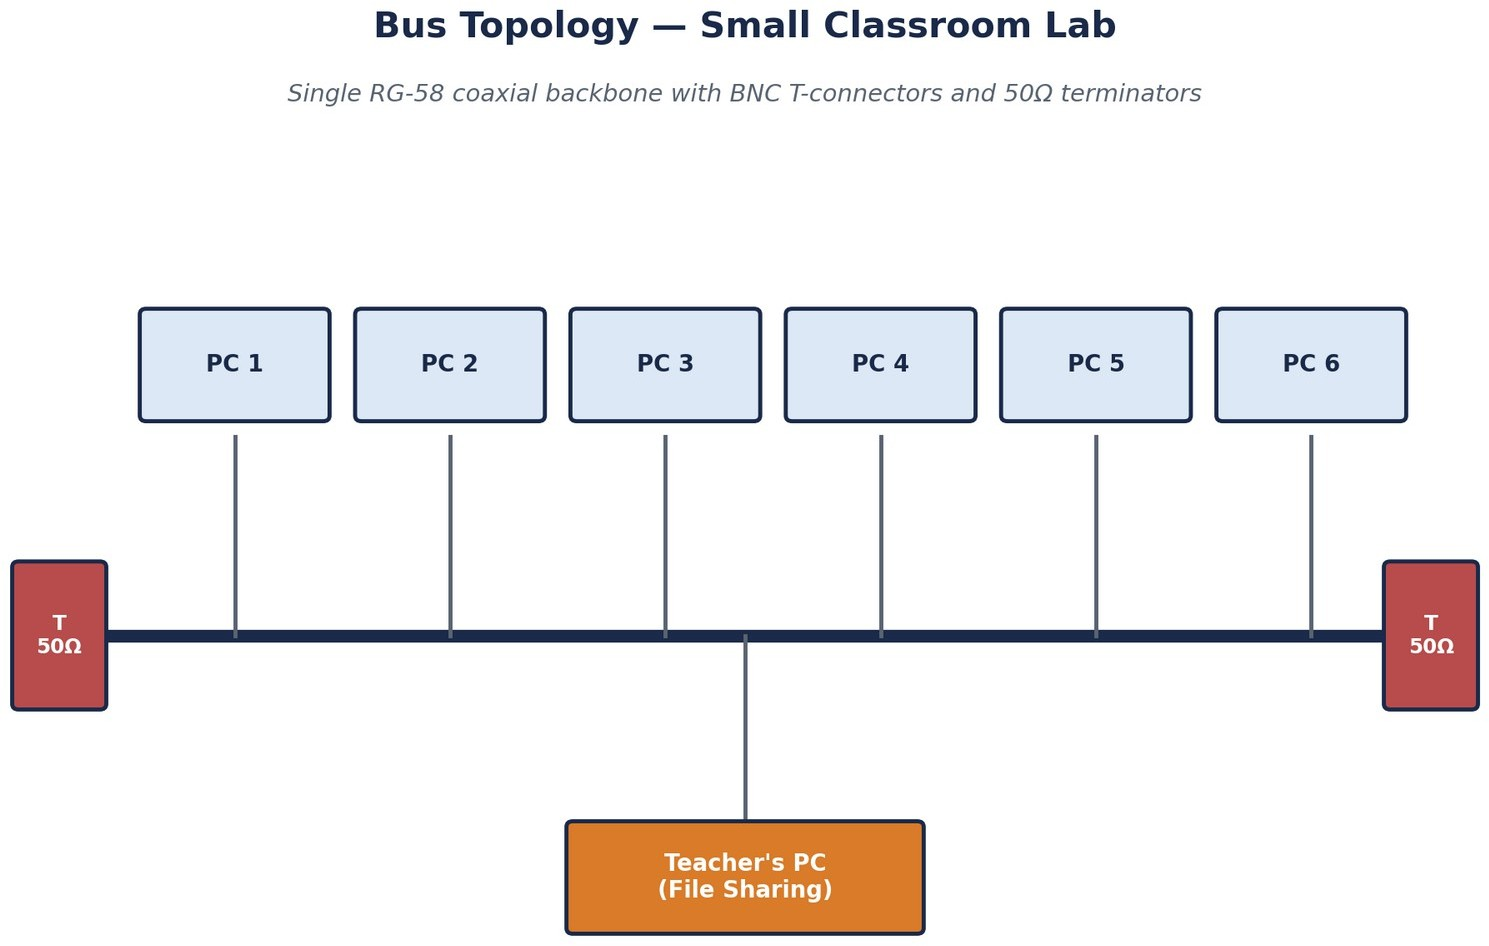 Bus Topology — Small Classroom Lab
Single RG-58 coaxial backbone with BNC T-connectors and 50Ω terminators
PC 1
PC 2
PC 3
PC 4
PC 5
PC 6
T
50Ω
T
50Ω
Teacher's PC
(File Sharing)